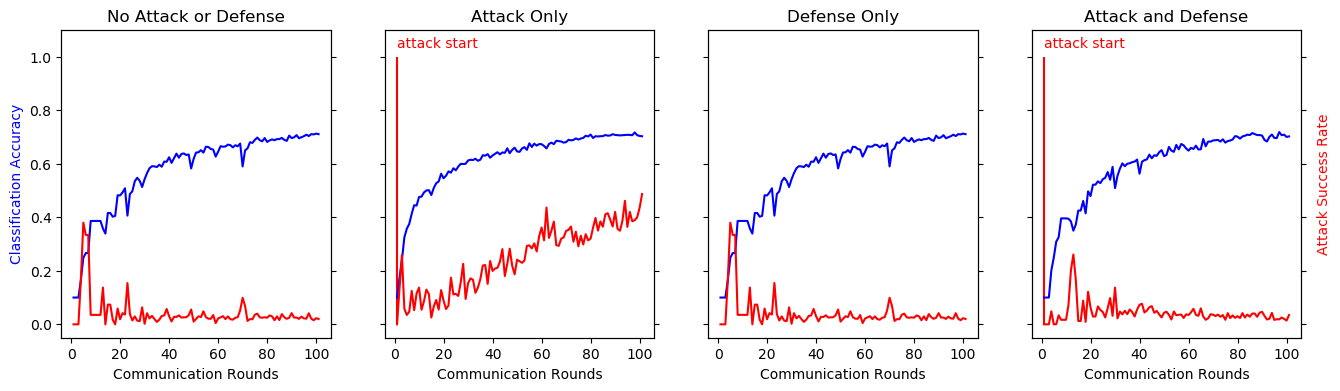 No Attack or Defense
Attack Only
Defense Only
Attack and Defense
attack start
attack start
Classification Accuracy
1.0
0.8
0.6
0.4
0.2
0.0
Attack Success Rate
0 20 40 60 80 100
0 20 40 60 80 100
0 20 40 60 80 100
0 20 40 60 80 100
Communication Rounds
Communication Rounds
Communication Rounds
Communication Rounds